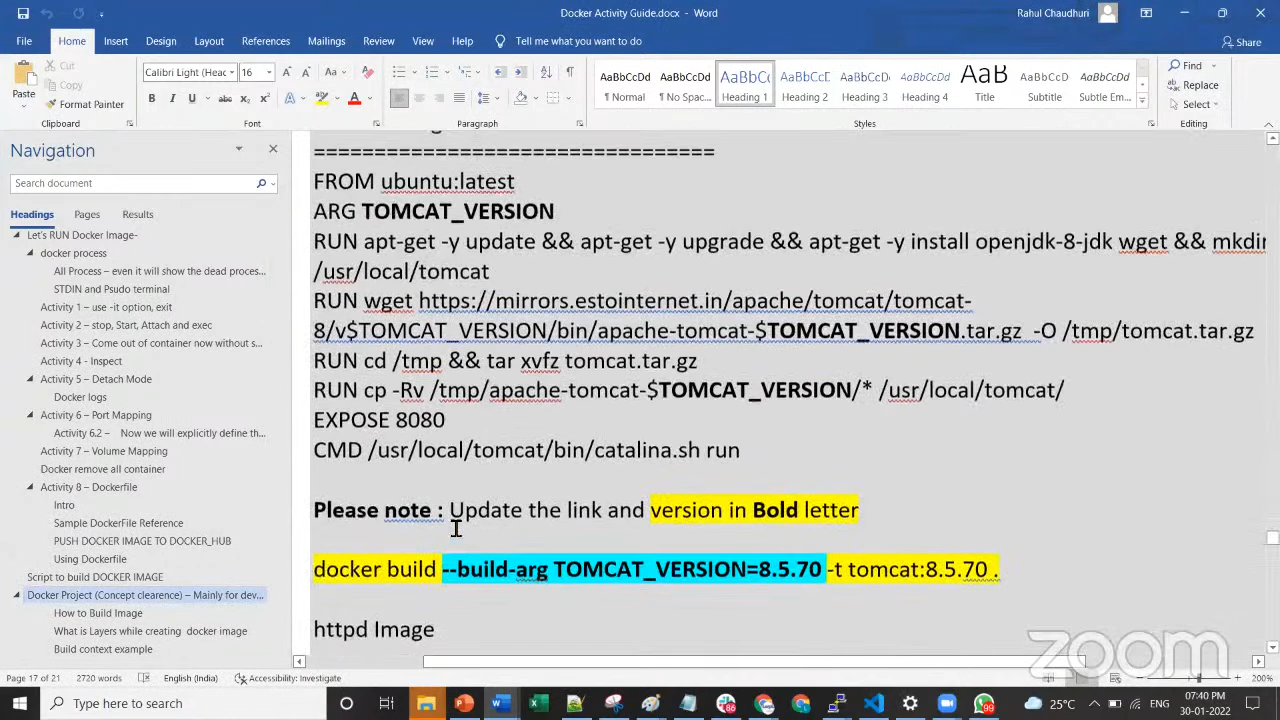 Docker Activity Guide.docx - Word
Rahul Chaudhuri
File Home Insert Design Layout References Mailings Review View Help Tell me what you want to do Share
Paste
Cut
Copy
Format Painter
Clipboard
Calibri Light (Heac 16
Font
Paragraph
AaBbCcDd AaBbCcDd AaBbC AaBbCcE AaBbCcDd AaBbCcDd AaB AaBbCcDd AaBbCcDd
¶ Normal ¶ No Spac... Heading 1 Heading 2 Heading 3 Heading 4 Title Subtitle Subtle Em...
Styles
Find
Replace
Select
Editing
Navigation
Search document
Headings Pages Results
Let's RUN Docker Image-
docker process
All Process – even it will show the dead proces...
STDIN and Psudo terminal
Activity 1 – use -it option, exit
Activity 2 – stop, Start, Attach and exec
Activity 3 – Come out of container now without s...
Activity 4 - Inspect
Activity 5 – Detach Mode
Docker logs
Activity 6 – Port Mapping
Activity 6.2 – Now we will explicitly define th...
Activity 7 – Volume Mapping
Docker remove all container
Activity 8 – Dockerfile
Intro
Sample DockerFile Reference
PUSH DOCKER IMAGE TO DOCKER_HUB
Using Dockerfile
Script to build DOCKER IMAGE
Docker Project (Concept clearence) – Mainly for dev...
How to Build Image
What is Layers while creating docker image
Build context example
=================================
FROM ubuntu:latest
ARG TOMCAT_VERSION
RUN apt-get -y update && apt-get -y upgrade && apt-get -y install openjdk-8-jdk wget && mkdir
/usr/local/tomcat
RUN wget https://mirrors.estointernet.in/apache/tomcat/tomcat-
8/v$TOMCAT_VERSION/bin/apache-tomcat-$TOMCAT_VERSION.tar.gz -O /tmp/tomcat.tar.gz
RUN cd /tmp && tar xvfz tomcat.tar.gz
RUN cp -Rv /tmp/apache-tomcat-$TOMCAT_VERSION/* /usr/local/tomcat/
EXPOSE 8080
CMD /usr/local/tomcat/bin/catalina.sh run
Please note : Update the link and version in Bold letter
docker build --build-arg TOMCAT_VERSION=8.5.70 -t tomcat:8.5.70 .
httpd Image
zoom
Page 17 of 21 2720 words English (India) Accessibility: Investigate 200%
Type here to search
99
25°C
ENG
07:40 PM
30-01-2022